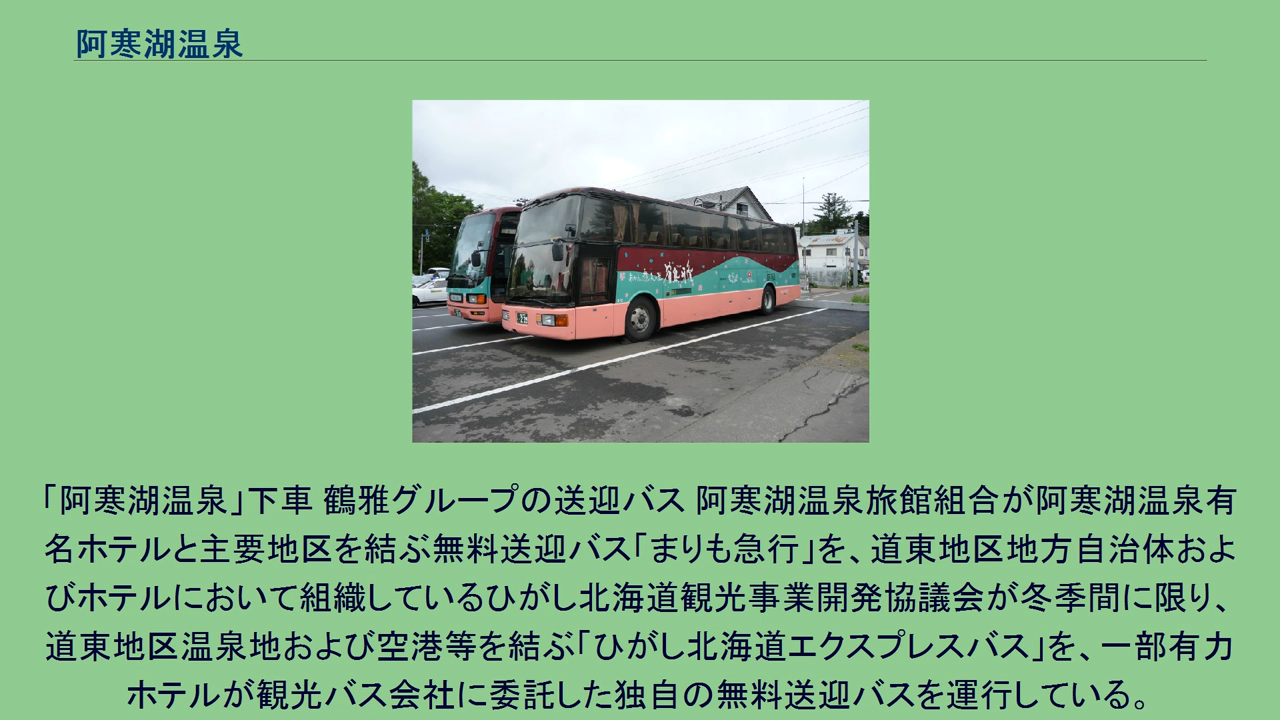 阿寒湖温泉
鶴雅
「阿寒湖温泉」下車 鶴雅グループの送迎バス 阿寒湖温泉旅館組合が阿寒湖温泉有
名ホテルと主要地区を結ぶ無料送迎バス「まりも急行」を、道東地区地方自治体およ
びホテルにおいて組織しているひがし北海道観光事業開発協議会が冬季間に限り、
道東地区温泉地および空港等を結ぶ「ひがし北海道エクスプレスバス」を、一部有力
ホテルが観光バス会社に委託した独自の無料送迎バスを運行している。